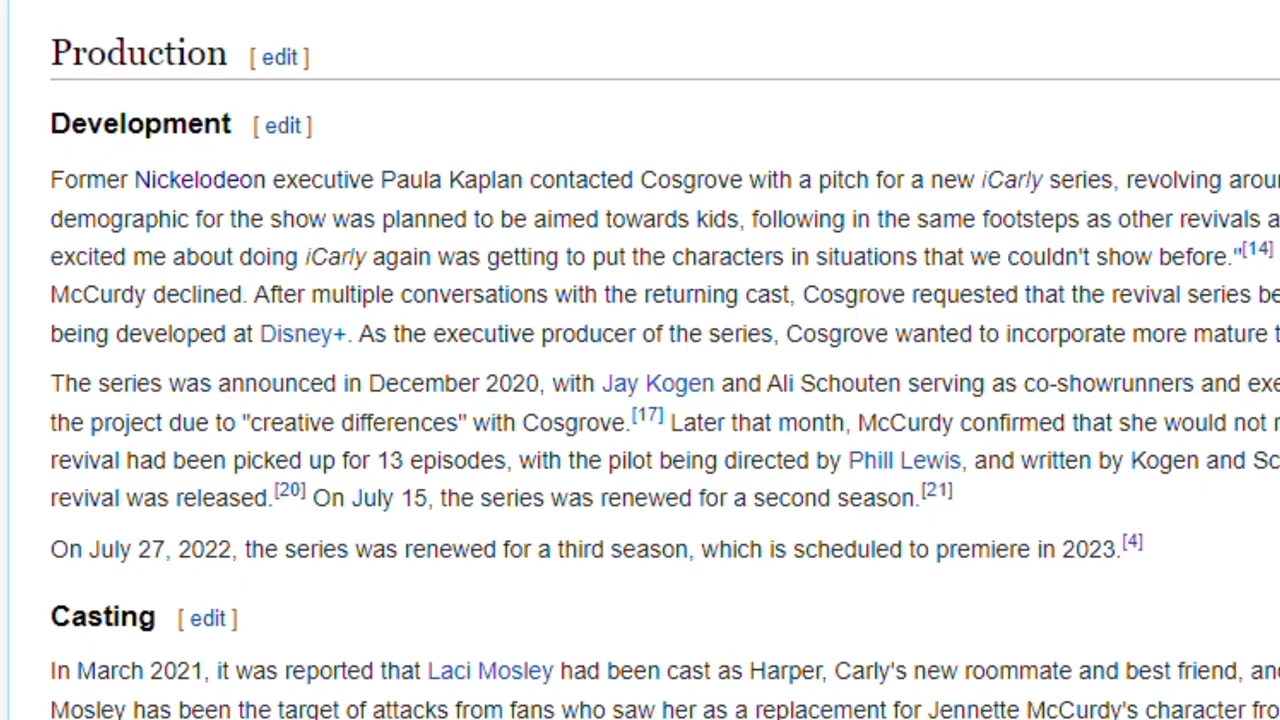 Production [ edit ]
Development [ edit ]
Former Nickelodeon executive Paula Kaplan contacted Cosgrove with a pitch for a new iCarly series, revolving
demographic for the show was planned to be aimed towards kids, following in the same footsteps as other revivals
excited me about doing iCarly again was getting to put the characters in situations that we couldn't show before."[14]
McCurdy declined. After multiple conversations with the returning cast, Cosgrove requested that the revival series
being developed at Disney+. As the executive producer of the series, Cosgrove wanted to incorporate more mature
The series was announced in December 2020, with Jay Kogen and Ali Schouten serving as co-showrunners and
the project due to "creative differences" with Cosgrove.[17] Later that month, McCurdy confirmed that she would not
revival had been picked up for 13 episodes, with the pilot being directed by Phill Lewis, and written by Kogen and
revival was released.[20] On July 15, the series was renewed for a second season.[21]
On July 27, 2022, the series was renewed for a third season, which is scheduled to premiere in 2023.[4]
Casting [ edit ]
In March 2021, it was reported that Laci Mosley had been cast as Harper, Carly's new roommate and best friend,
Mosley has been the target of attacks from fans who saw her as a replacement for Jennette McCurdy's character